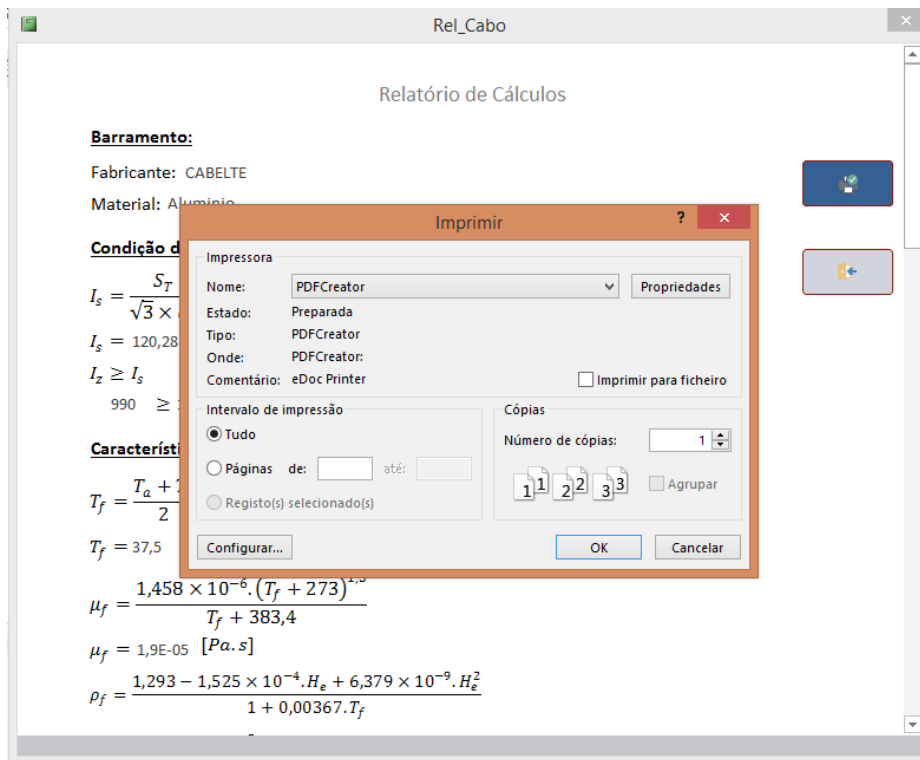 Rel_Cabo
Relatório de Cálculos
Barramento:
Fabricante: CABELTE
Material: Alumínio
Condição d
I_s = S_T / √3 ×
I_s = 120,28
I_z ≥ I_s
990 ≥
Característi
T_f = T_a + / 2
T_f = 37,5
μ_f = 1,458 × 10^-6 . (T_f + 273)^1,5 / T_f + 383,4
μ_f = 1,9E-05 [Pa.s]
ρ_f = 1,293 − 1,525 × 10^-4 . H_e + 6,379 × 10^-9 . H_e^2 / 1 + 0,00367.T_f
Imprimir
Impressora
Nome: PDFCreator Propriedades
Estado: Preparada
Tipo: PDFCreator
Onde: PDFCreator:
Comentário: eDoc Printer Imprimir para ficheiro
Intervalo de impressão
Tudo
Páginas de: até:
Registo(s) selecionado(s)
Cópias
Número de cópias: 1
1 1 2 2 3 3 Agrupar
Configurar... OK Cancelar